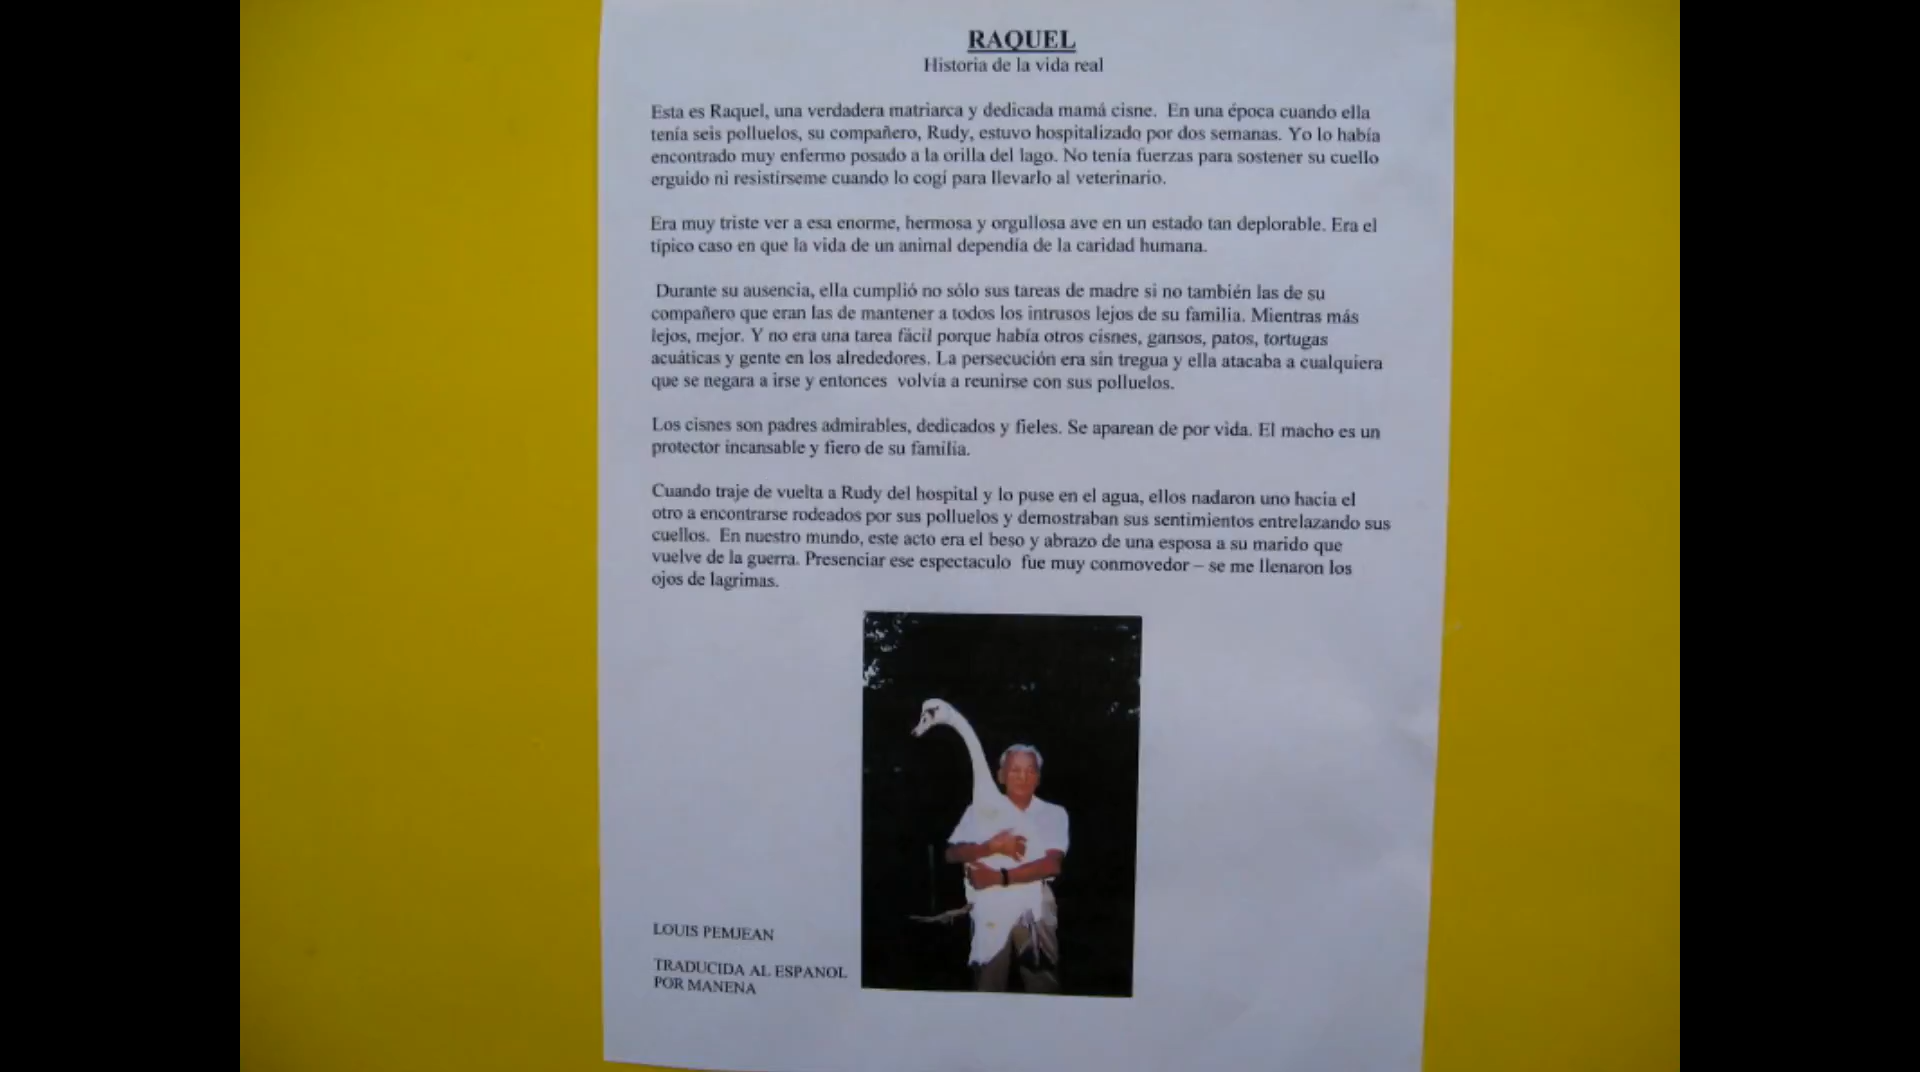 RAQUEL
Historia de la vida real
Esta es Raquel, una verdadera matriarca y dedicada mamá cisne. En una época cuando ella
tenía seis polluelos, su compañero, Rudy, estuvo hospitalizado por dos semanas. Yo lo había
encontrado muy enfermo posado a la orilla del lago. No tenía fuerzas para sostener su cuello
erguido ni resistírseme cuando lo cogí para llevarlo al veterinario.
Era muy triste ver a esa enorme, hermosa y orgullosa ave en un estado tan deplorable. Era el
típico caso en que la vida de un animal dependía de la caridad humana.
Durante su ausencia, ella cumplió no sólo sus tareas de madre si no también las de su
compañero que eran las de mantener a todos los intrusos lejos de su familia. Mientras más
lejos, mejor. Y no era una tarea fácil porque había otros cisnes, gansos, patos, tortugas
acuáticas y gente en los alrededores. La persecución era sin tregua y ella atacaba a cualquiera
que se negara a irse y entonces volvía a reunirse con sus polluelos.
Los cisnes son padres admirables, dedicados y fieles. Se aparean de por vida. El macho es un
protector incansable y fiero de su familia.
Cuando traje de vuelta a Rudy del hospital y lo puse en el agua, ellos nadaron uno hacia el
otro a encontrarse rodeados por sus polluelos y demostraban sus sentimientos entrelazando sus
cuellos. En nuestro mundo, este acto era el beso y abrazo de una esposa a su marido que
vuelve de la guerra. Presenciar ese espectaculo fue muy conmovedor – se me llenaron los
ojos de lagrimas.
LOUIS PEMJEAN
TRADUCIDA AL ESPANOL
POR MANENA